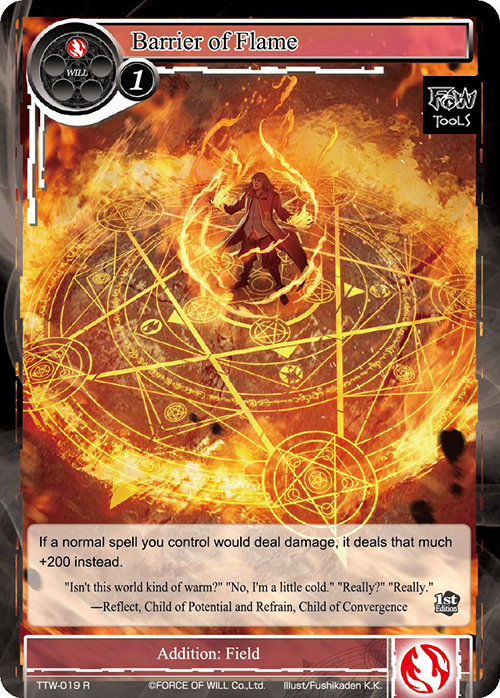 Barrier of Flame
WILL
1
FOW
TOOLS
If a normal spell you control would deal damage, it deals that much
+200 instead.
"Isn't this world kind of warm?" "No, I'm a little cold." "Really?" "Really."
—Reflect, Child of Potential and Refrain, Child of Convergence
1st
Edition
Addition: Field
TTW-019 R ©FORCE OF WILL Co.,Ltd. Illust/Fushikaden K.K.